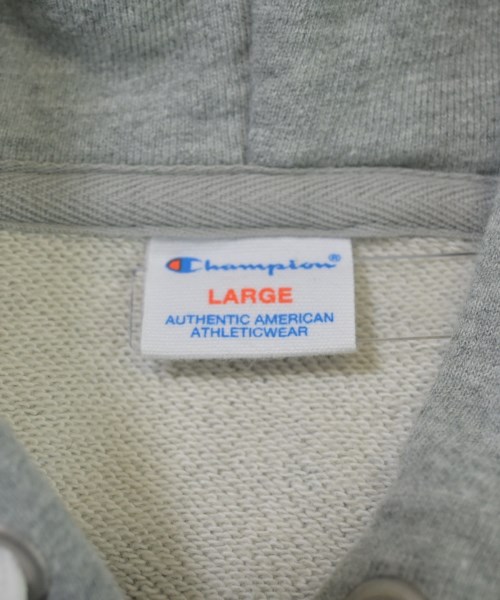 Champion®
LARGE
AUTHENTIC AMERICAN
ATHLETICWEAR